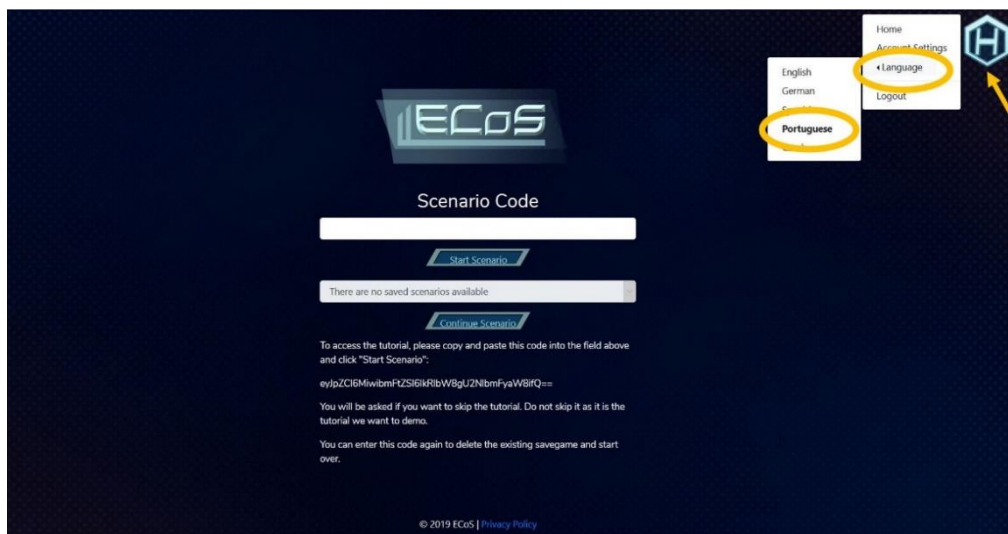 Home
Account Settings
Language
Logout
English
German
Portuguese
ECoS
Scenario Code
Start Scenario
There are no saved scenarios available
Continue Scenario
To access the tutorial, please copy and paste this code into the field above
and click "Start Scenario":
eyJpZCI6MiwibmFtZSI6IkRlbW8gU2NlbmFyaW8ifQ==
You will be asked if you want to skip the tutorial. Do not skip it as it is the
tutorial we want to demo.
You can enter this code again to delete the existing savegame and start
over.
© 2019 ECoS | Privacy Policy